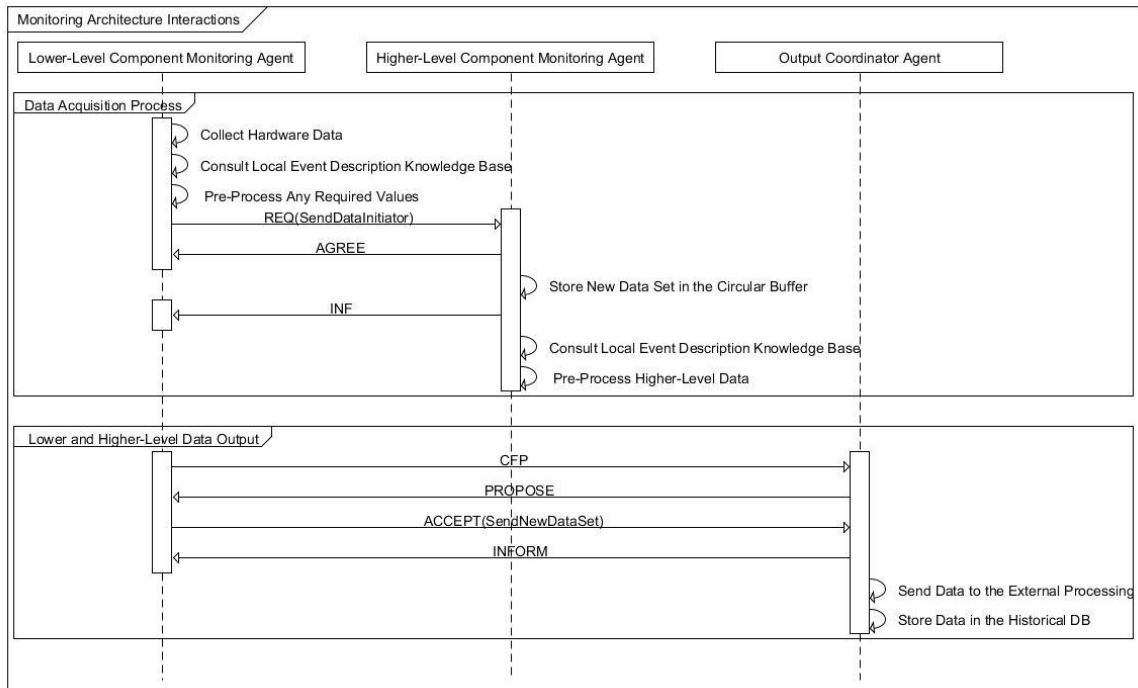 Monitoring Architecture Interactions
Lower-Level Component Monitoring Agent
Higher-Level Component Monitoring Agent
Output Coordinator Agent
Data Acquisition Process
Collect Hardware Data
Consult Local Event Description Knowledge Base
Pre-Process Any Required Values
REQ(SendDataInitiator)
AGREE
Store New Data Set in the Circular Buffer
INF
Consult Local Event Description Knowledge Base
Pre-Process Higher-Level Data
Lower and Higher-Level Data Output
CFP
PROPOSE
ACCEPT(SendNewDataSet)
INFORM
Send Data to the External Processing
Store Data in the Historical DB